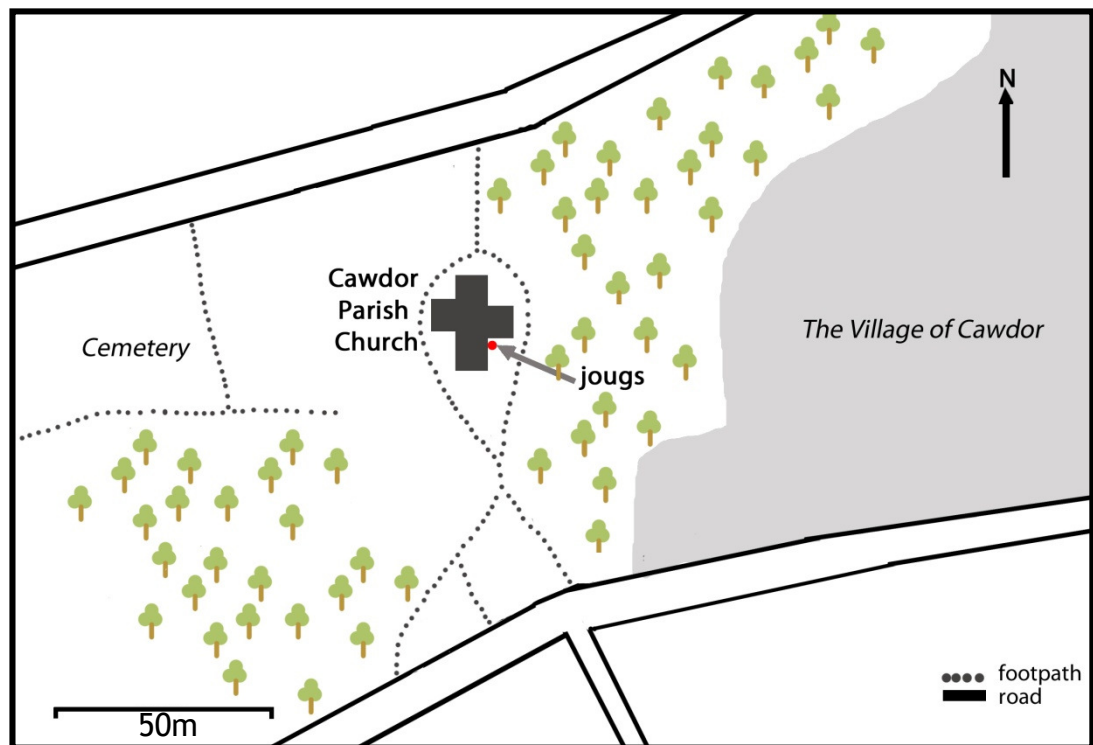 N
Cawdor
Parish
Church
Cemetery
The Village of Cawdor
jougs
footpath
road
50m